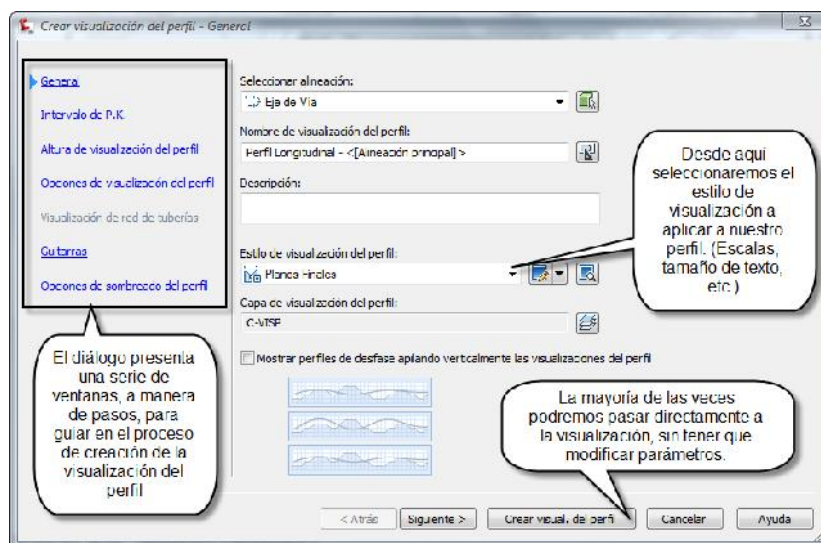 Crear visualización del perfil - General
General
Intervalo de P.K.
Altura de visualización del perfil
Opciones de visualización del perfil
Visualización de red de tuberías
Guitarras
Opciones de sombreado del perfil
Seleccionar alineación:
Eje de Vía
Nombre de visualización del perfil:
Perfil Longitudinal - <[Alineación principal]>
Descripción:
Estilo de visualización del perfil:
Planos Finales
Capa de visualización del perfil:
C-VISP
Mostrar perfiles de desfase apilando verticalmente las visualizaciones del perfil
Desde aqui
seleccionaremos el
estilo de
visualización a
aplicar a nuestro
perfil. (Escalas,
tamaño de texto,
etc.)
El diálogo presenta
una serie de
ventanas, a manera
de pasos, para
guiar en el proceso
de creación de la
visualización del
perfil
La mayoría de las veces
podremos pasar directamente a
la visualización, sin tener que
modificar parámetros.
< Atrás
Siguiente >
Crear visual. de perfil
Cancelar
Ayuda